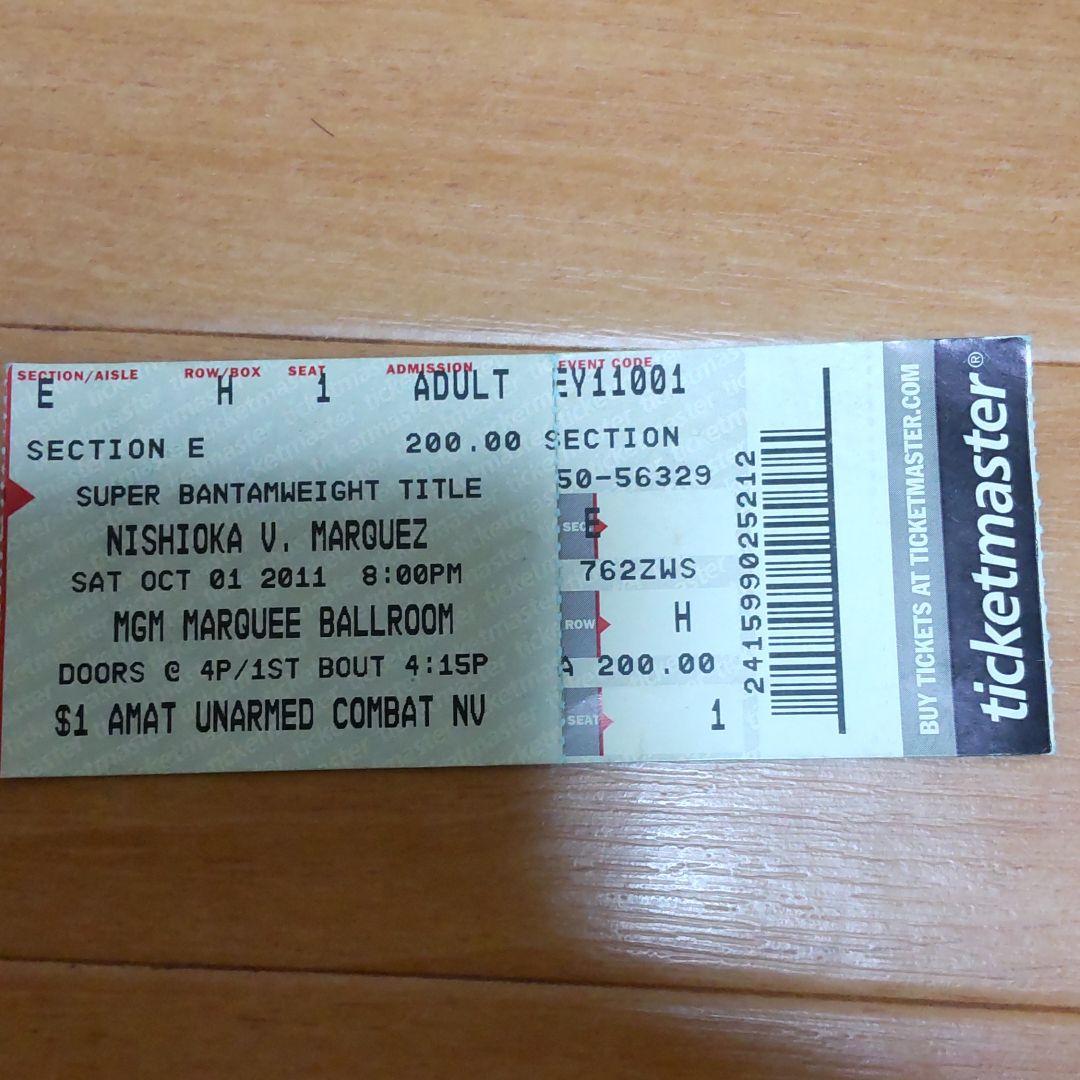 SECTION/AISLE ROW/BOX SEAT ADMISSION EVENT CODE
E H 1 ADULT EY11001
SECTION E 200.00 SECTION
SUPER BANTAMWEIGHT TITLE
NISHIOKA V. MARQUEZ
SAT OCT 01 2011 8:00PM
MGM MARQUEE BALLROOM
DOORS @ 4P/1ST BOUT 4:15P
$1 AMAT UNARMED COMBAT NV
50-56329
SEC E
762ZWS
ROW H
A 200.00
SEAT 1
241599025212
BUY TICKETS AT TICKETMASTER.COM
ticketmaster®